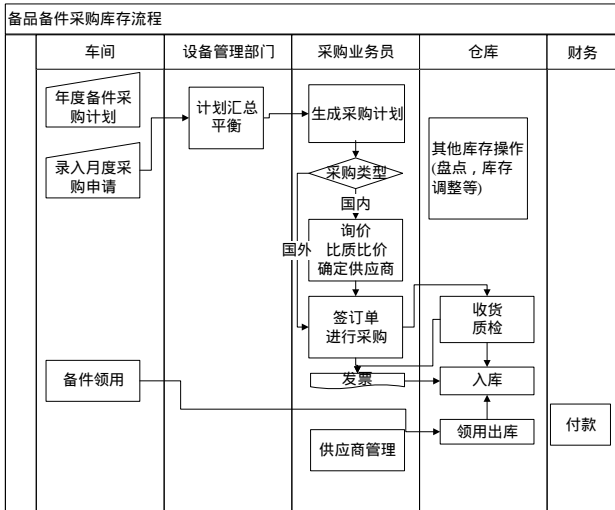 备品备件采购库存流程
车间
设备管理部门
采购业务员
仓库
财务
年度备件采
购计划
计划汇总
平衡
生成采购计划
其他库存操作
(盘点，库存
调整等)
录入月度采
购申请
采购类型
国内
国外
询价
比质比价
确定供应商
签订单
进行采购
收货
质检
备件领用
发票
入库
领用出库
付款
供应商管理